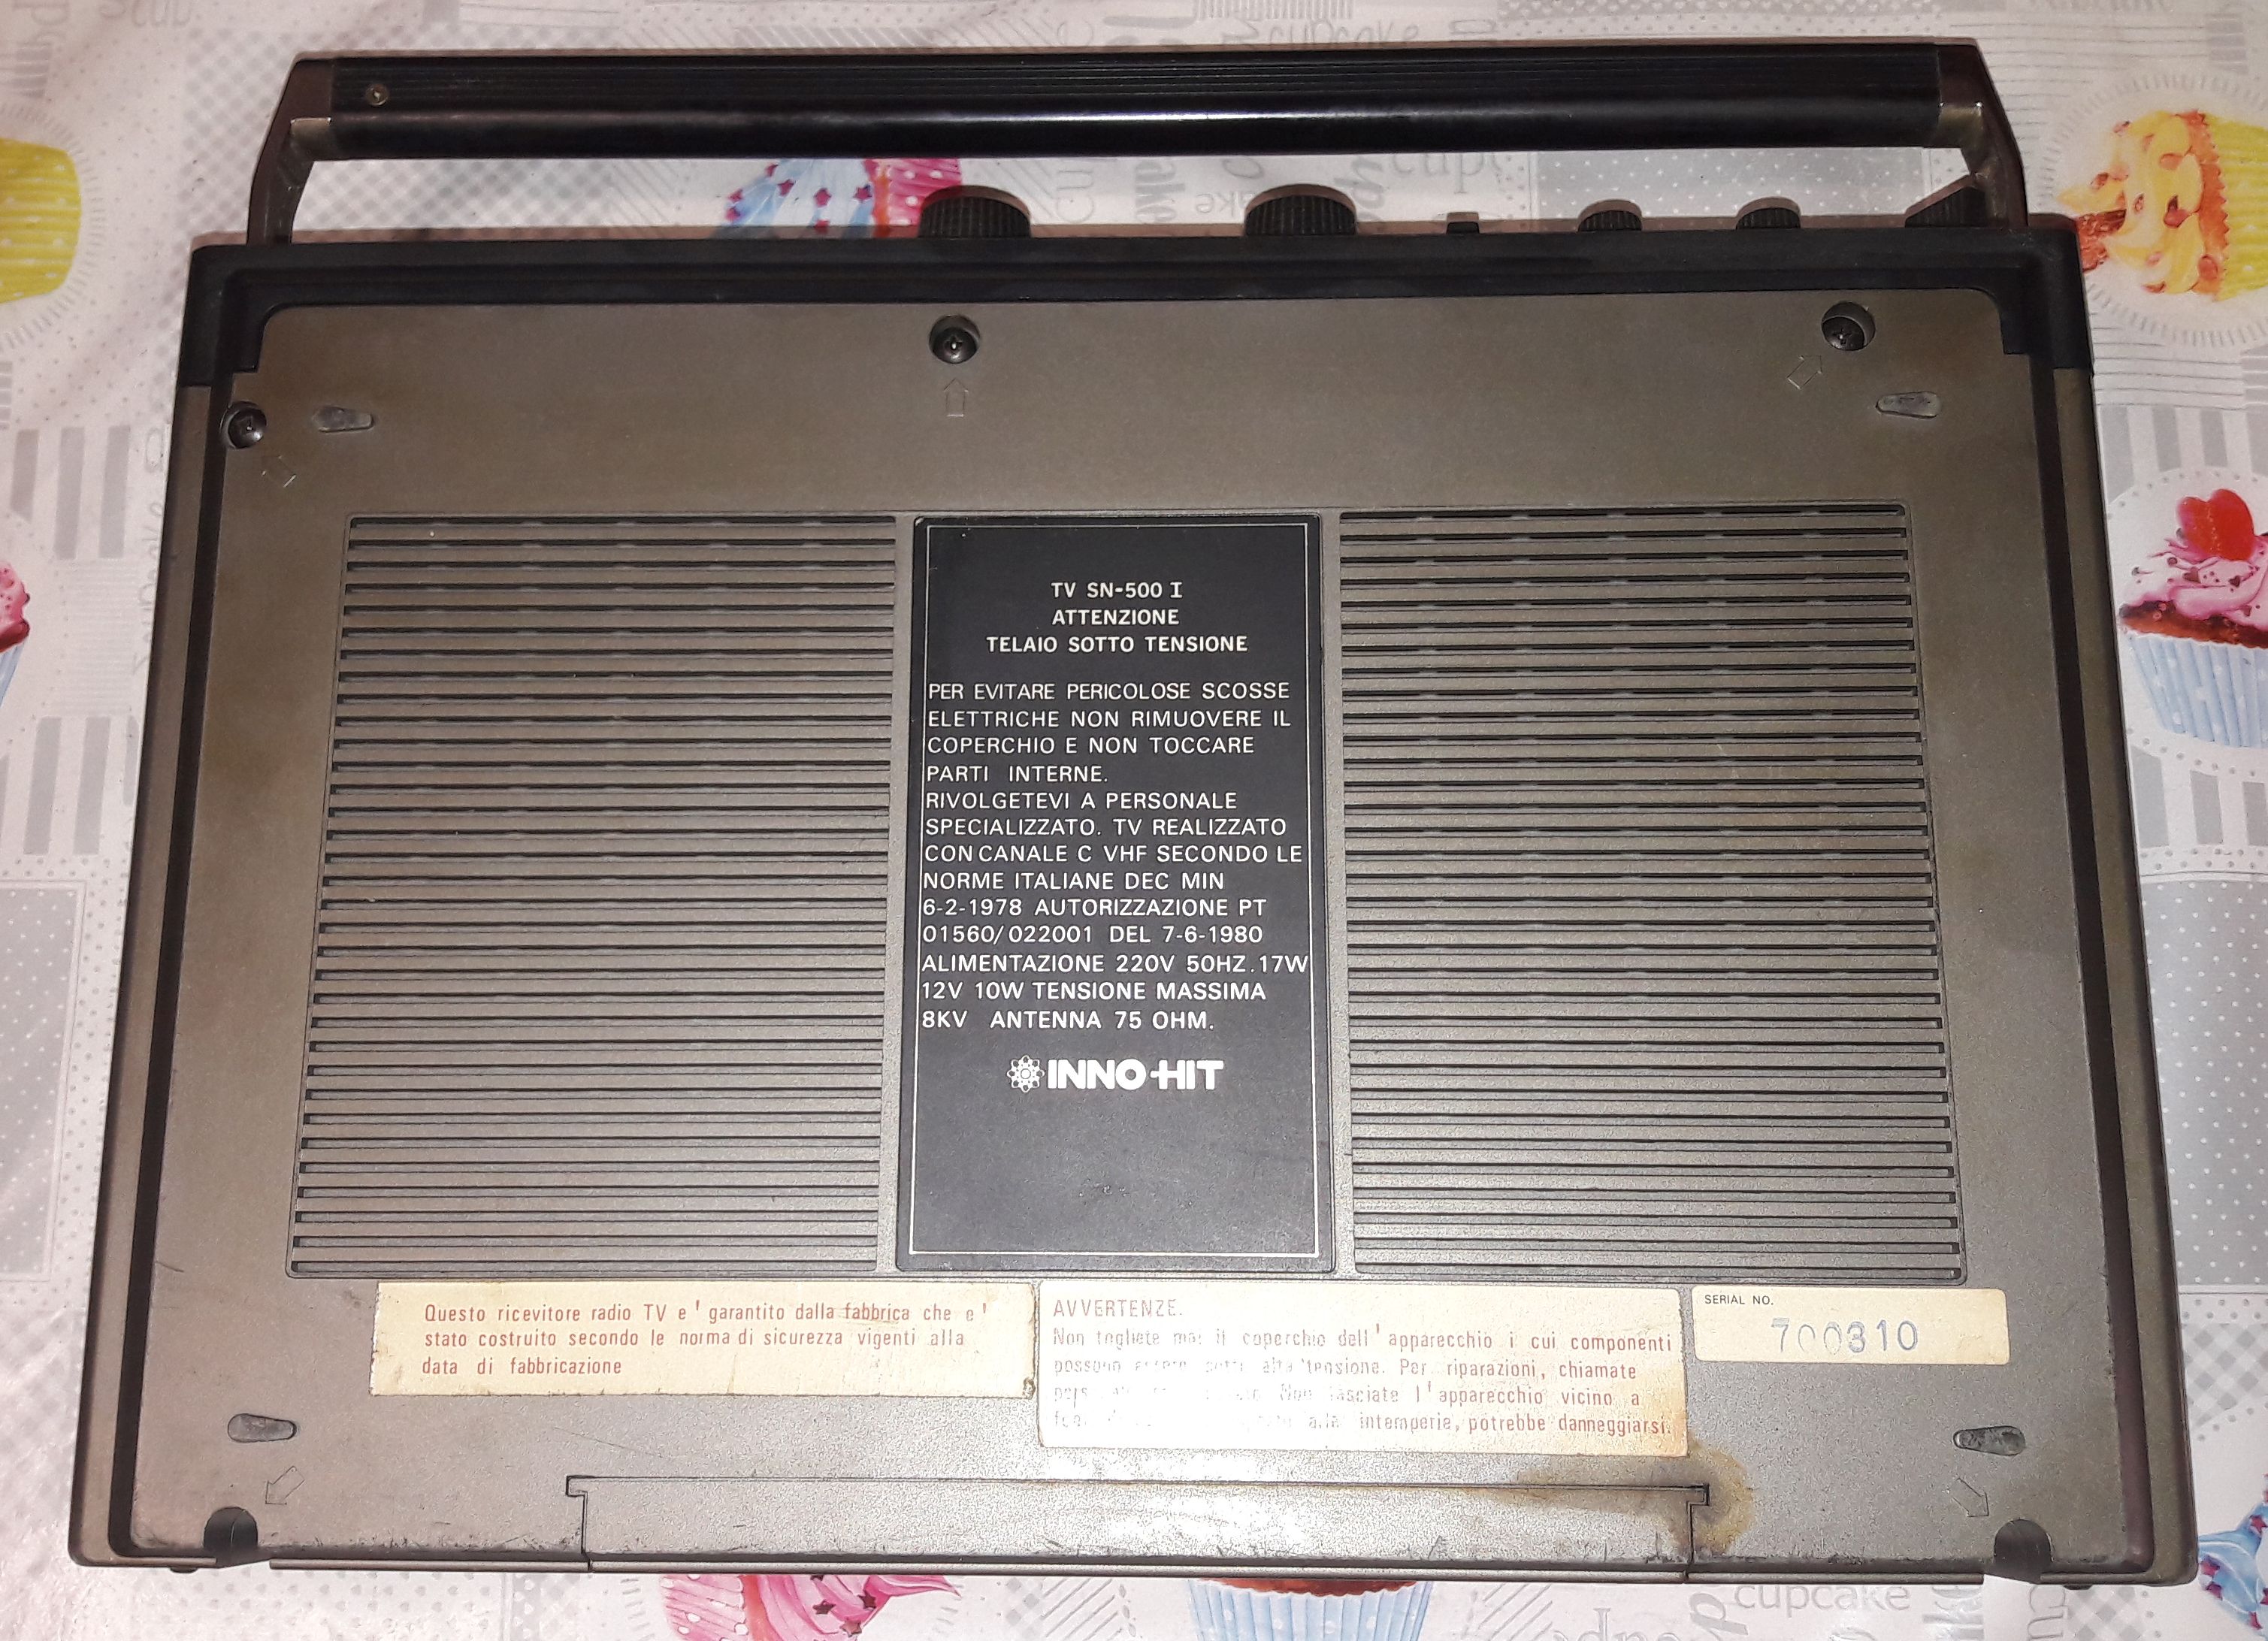 TV SN-500 I
ATTENZIONE
TELAIO SOTTO TENSIONE
PER EVITARE PERICOLOSE SCOSSE
ELETTRICHE NON RIMUOVERE IL
COPERCHIO E NON TOCCARE
PARTI INTERNE.
RIVOLGETEVI A PERSONALE
SPECIALIZZATO. TV REALIZZATO
CON CANALE C VHF SECONDO LE
NORME ITALIANE DEC MIN
6-2-1978 AUTORIZZAZIONE PT
01560/022001 DEL 7-6-1980
ALIMENTAZIONE 220V 50HZ.17W
12V 10W TENSIONE MASSIMA
8KV ANTENNA 75 OHM.
INNO-HIT
Questo ricevitore radio TV e' garantito dalla fabbrica che e'
stato costruito secondo le norma di sicurezza vigenti alla
data di fabbricazione
AVVERTENZE.
Non togliete mai il coperchio dell'apparecchio i cui componenti
possono essere sotto alta tensione. Per riparazioni, chiamate
Non lasciate l'apparecchio vicino a
alle intemperie, potrebbe danneggiarsi.
SERIAL NO.
700310
cupcake
cupcake